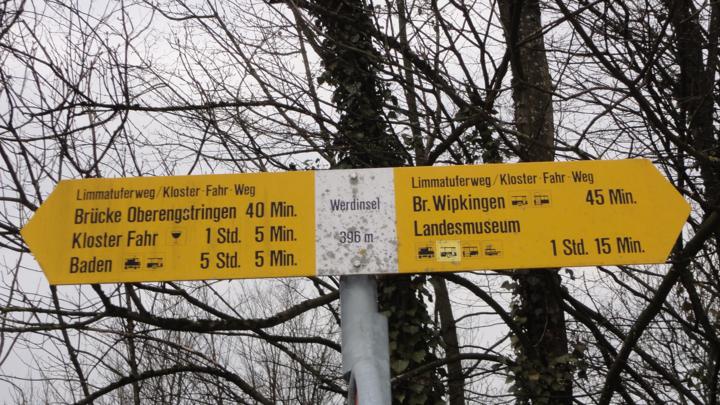 Limmatuferweg/Kloster-Fahr-Weg
Brücke Oberengstringen 40 Min.
Kloster Fahr 1 Std. 5 Min.
Baden 5 Std. 5 Min.
Werdinsel
396 m
Limmatuferweg/Kloster-Fahr-Weg
Br. Wipkingen 45 Min.
Landesmuseum
1 Std. 15 Min.